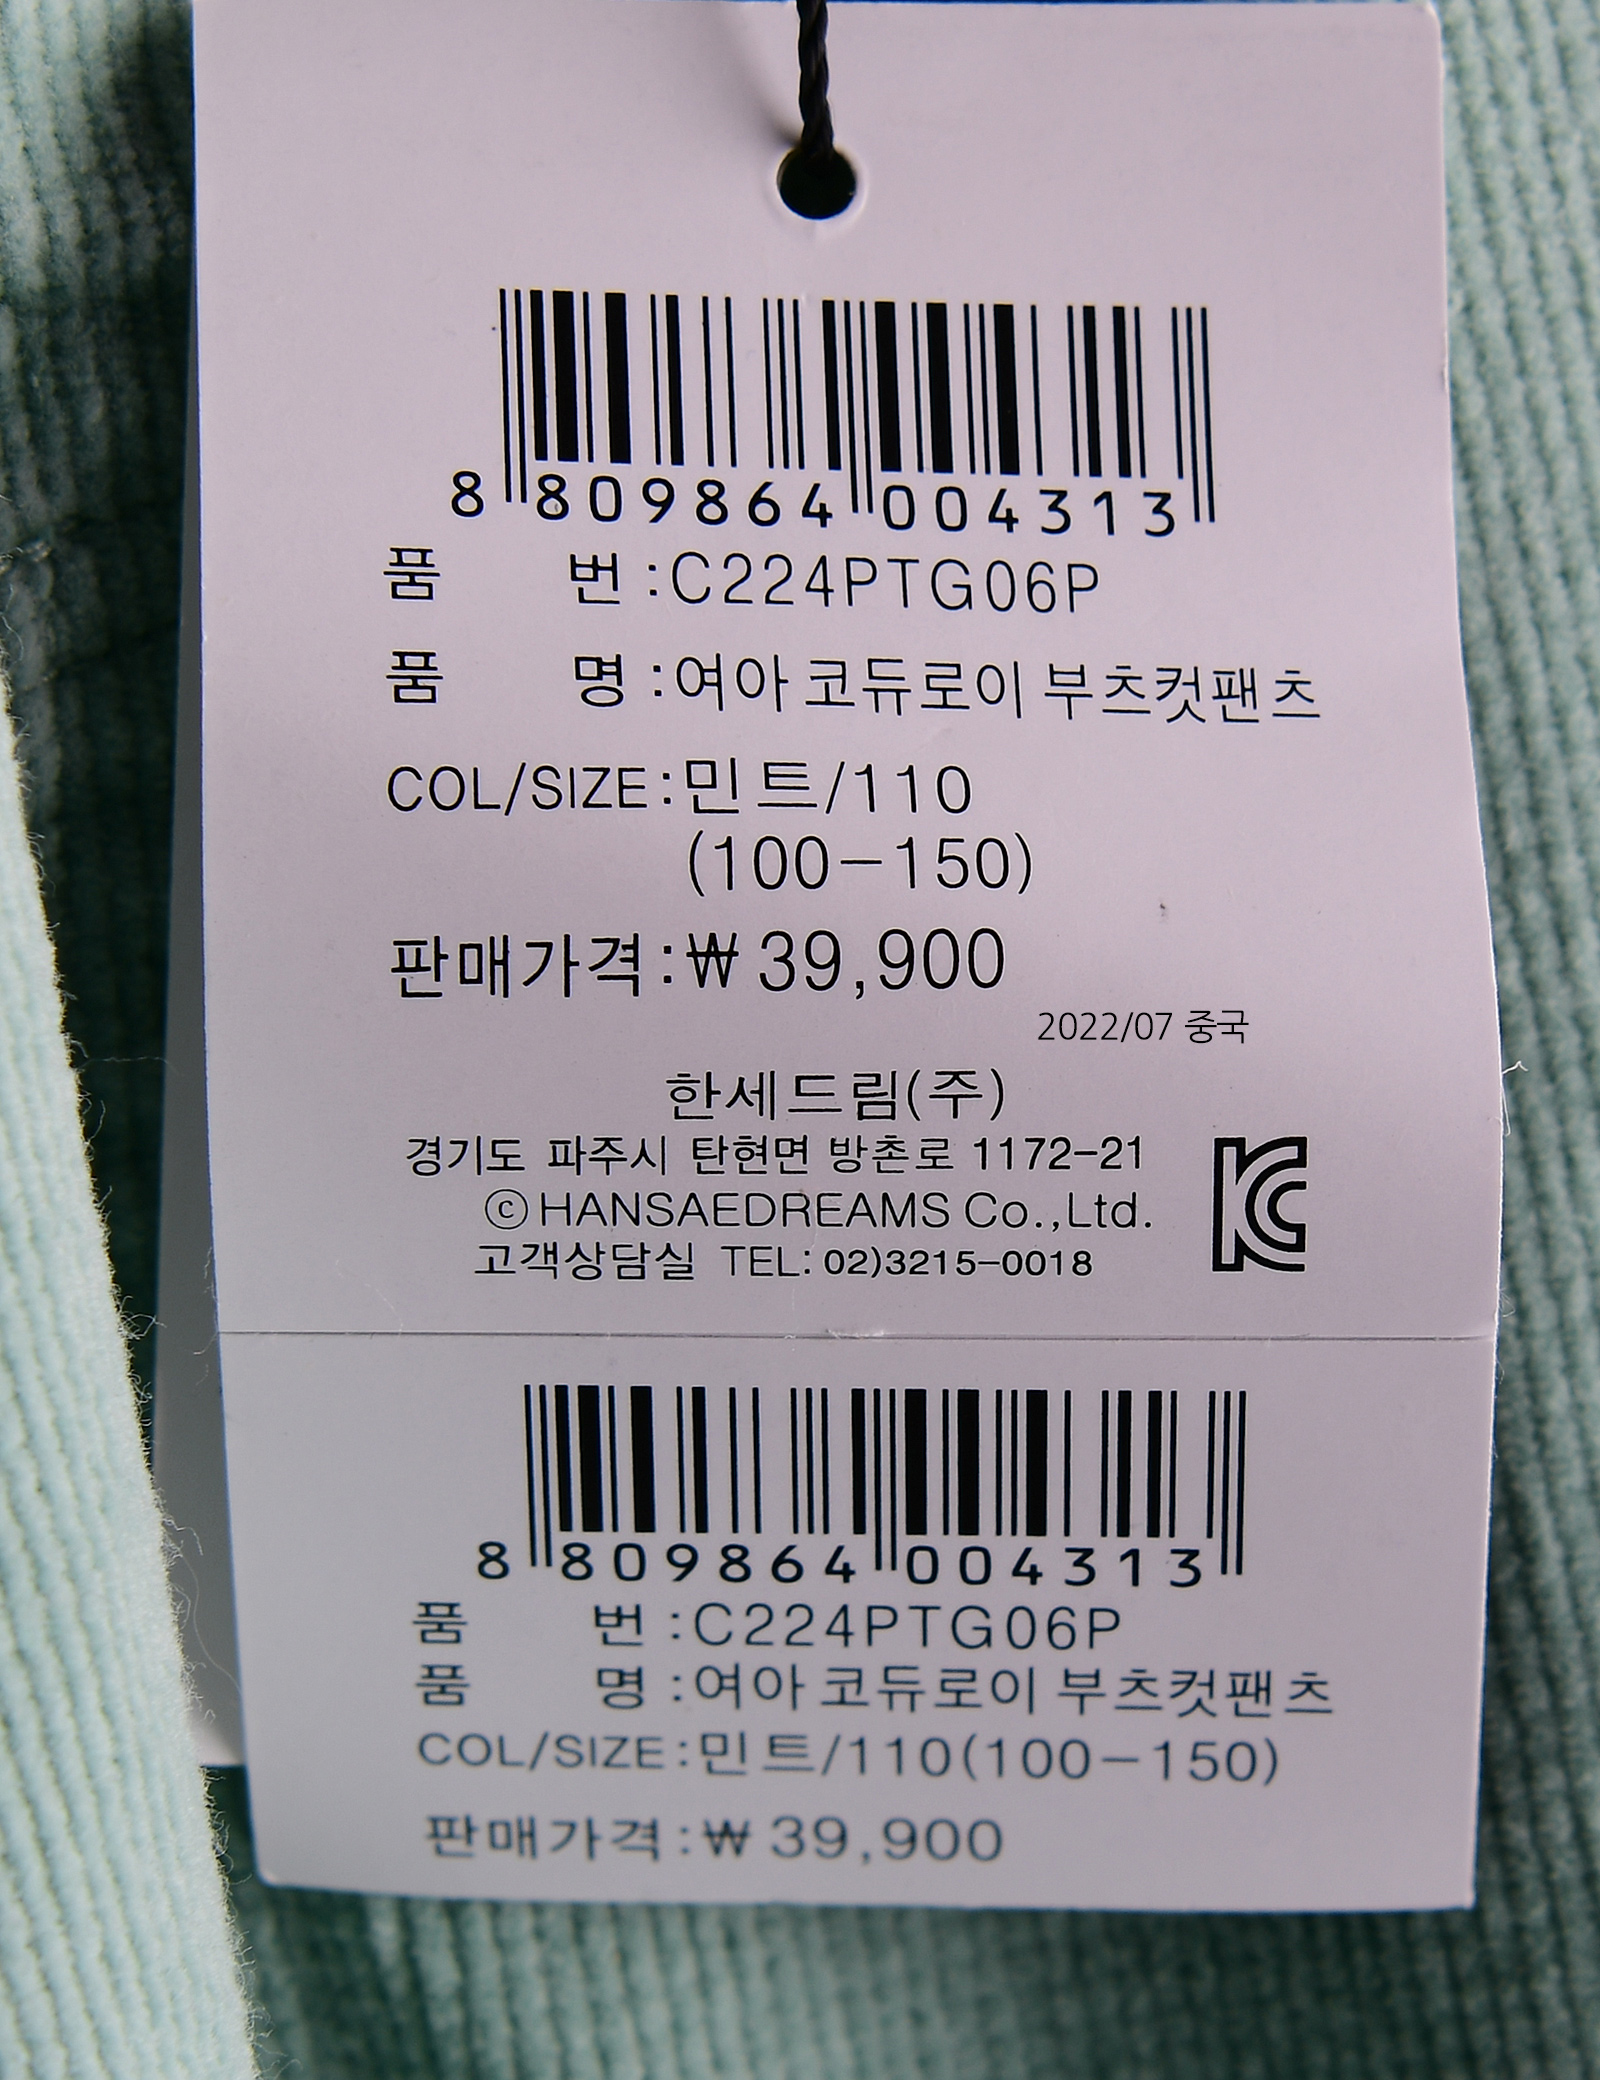 8 809864 004313
품 번 :C224PTG06P
품 명 :여아 코듀로이 부츠컷팬츠
COL/SIZE:민트/110
(100-150)
판매가격:₩39,900
2022/07 중국
한세드림(주)
경기도 파주시 탄현면 방촌로 1172-21
ⓒHANSAEDREAMS Co.,Ltd.
고객상담실 TEL:02)3215-0018
KC
8 809864 004313
품 번 :C224PTG06P
품 명 :여아 코듀로이 부츠컷팬츠
COL/SIZE:민트/110(100-150)
판매가격:₩39,900